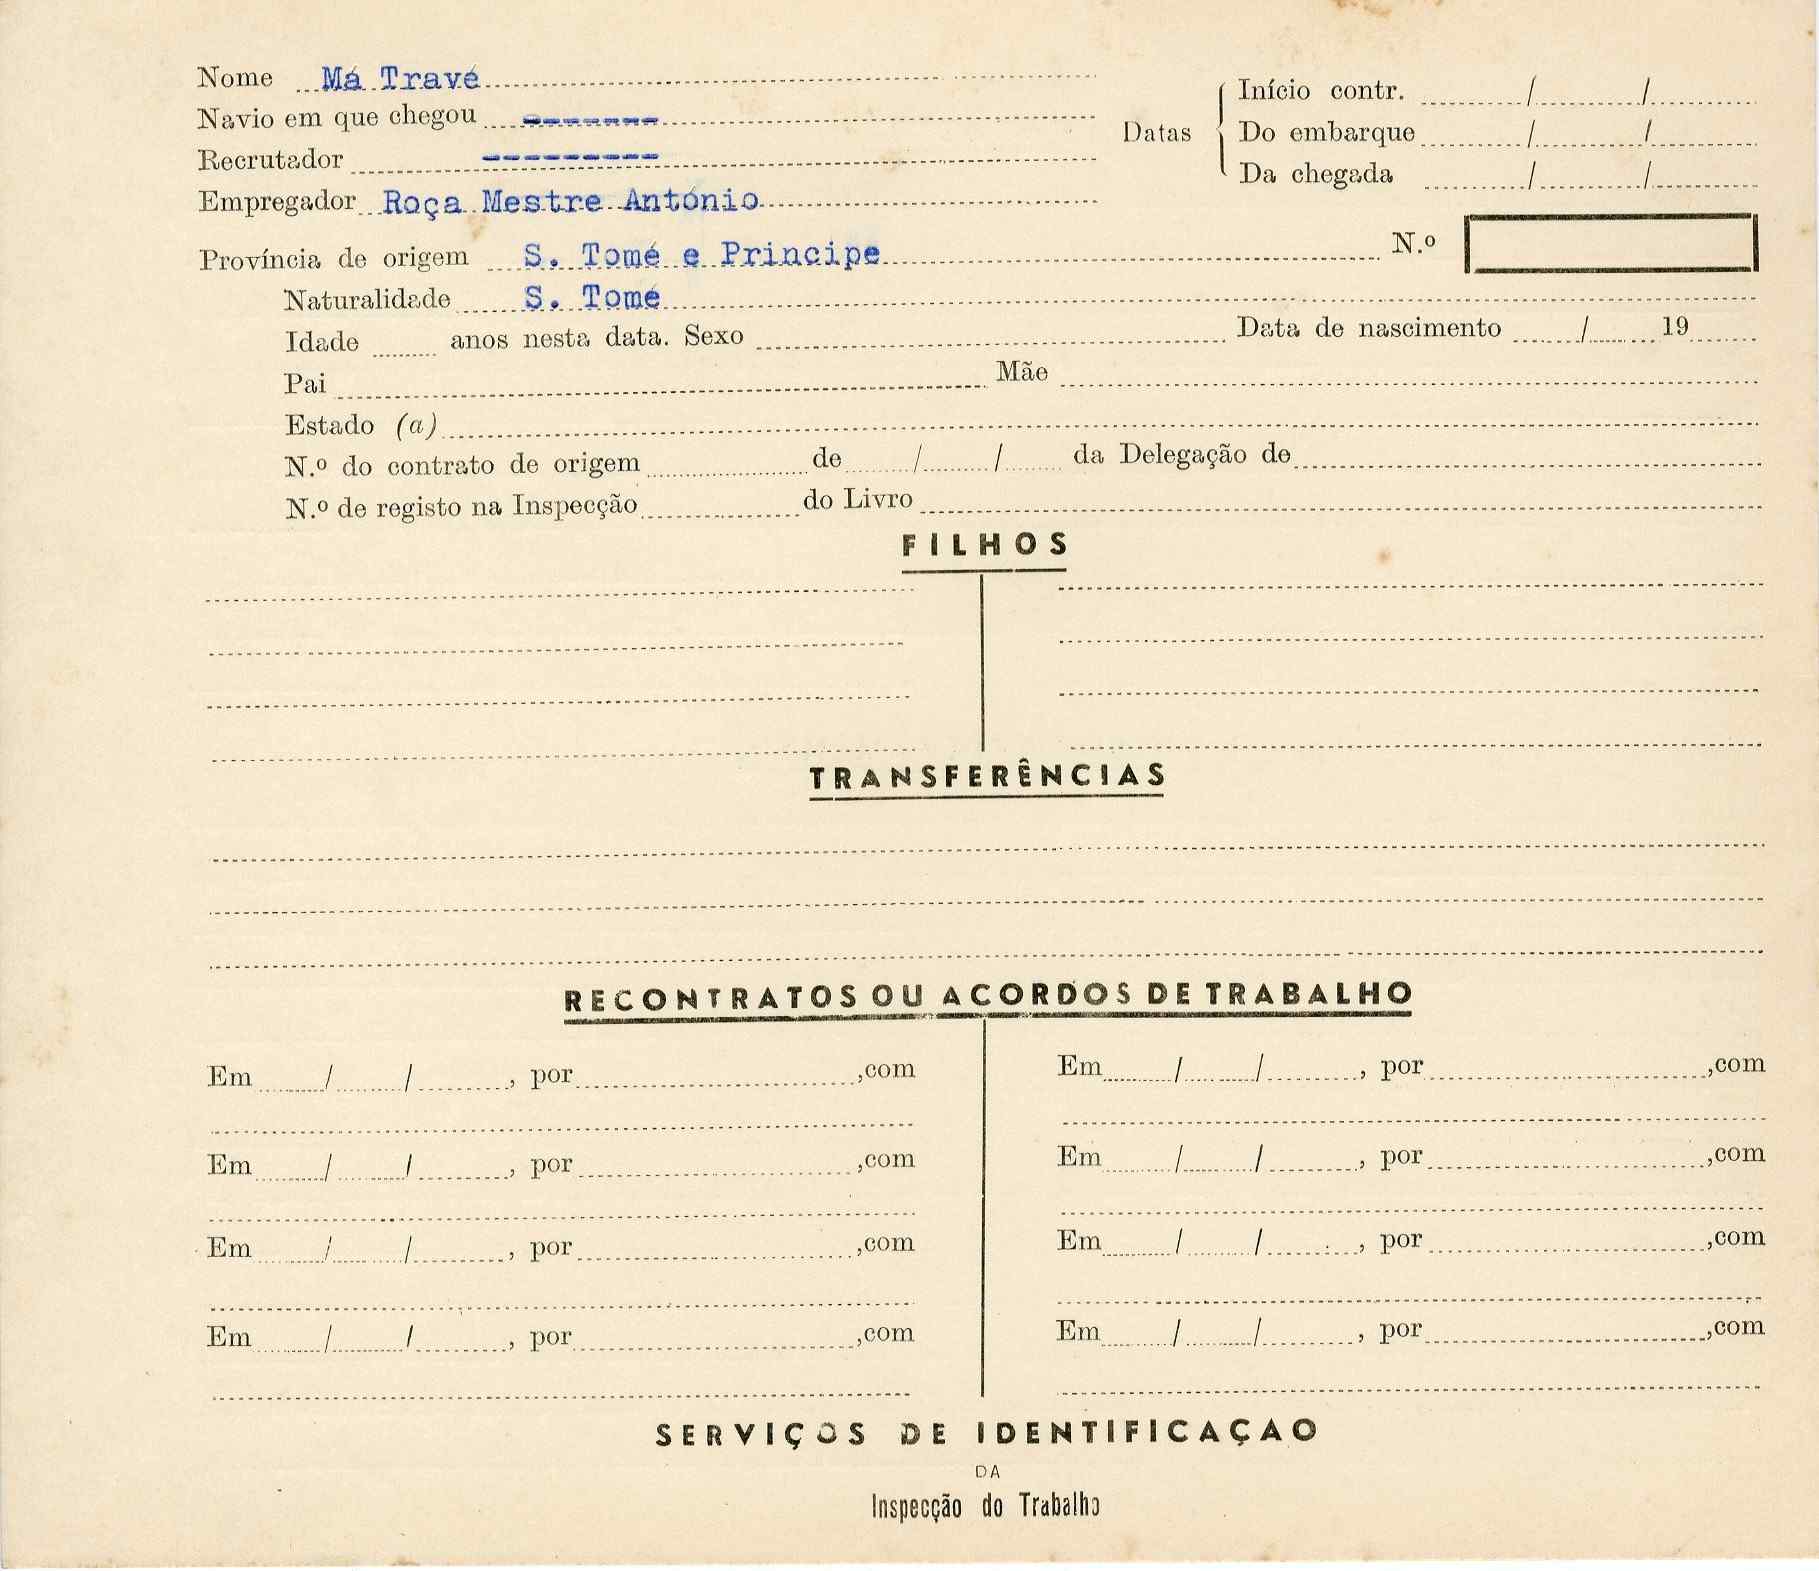 Nome Má Travé
Navio em que chegou -------
Recrutador ---------
Empregador Roça Mestre António
Datas
Início contr. / /
Do embarque / /
Da chegada / /
Província de origem S. Tomé e Principe N.º
Naturalidade S. Tomé
Idade anos nesta data. Sexo Data de nascimento / 19
Pai Mãe
Estado (a)
N.º do contrato de origem de / / da Delegação de
N.º de registo na Inspecção do Livro
FILHOS
TRANSFERÊNCIAS
RECONTRATOS OU ACORDOS DE TRABALHO
Em / / , por ,com
Em / / , por ,com
Em / / , por ,com
Em / / , por ,com
Em / / , por ,com
Em / / , por ,com
Em / / , por ,com
Em / / , por ,com
SERVIÇOS DE IDENTIFICAÇAO
DA
Inspecção do Trabalho